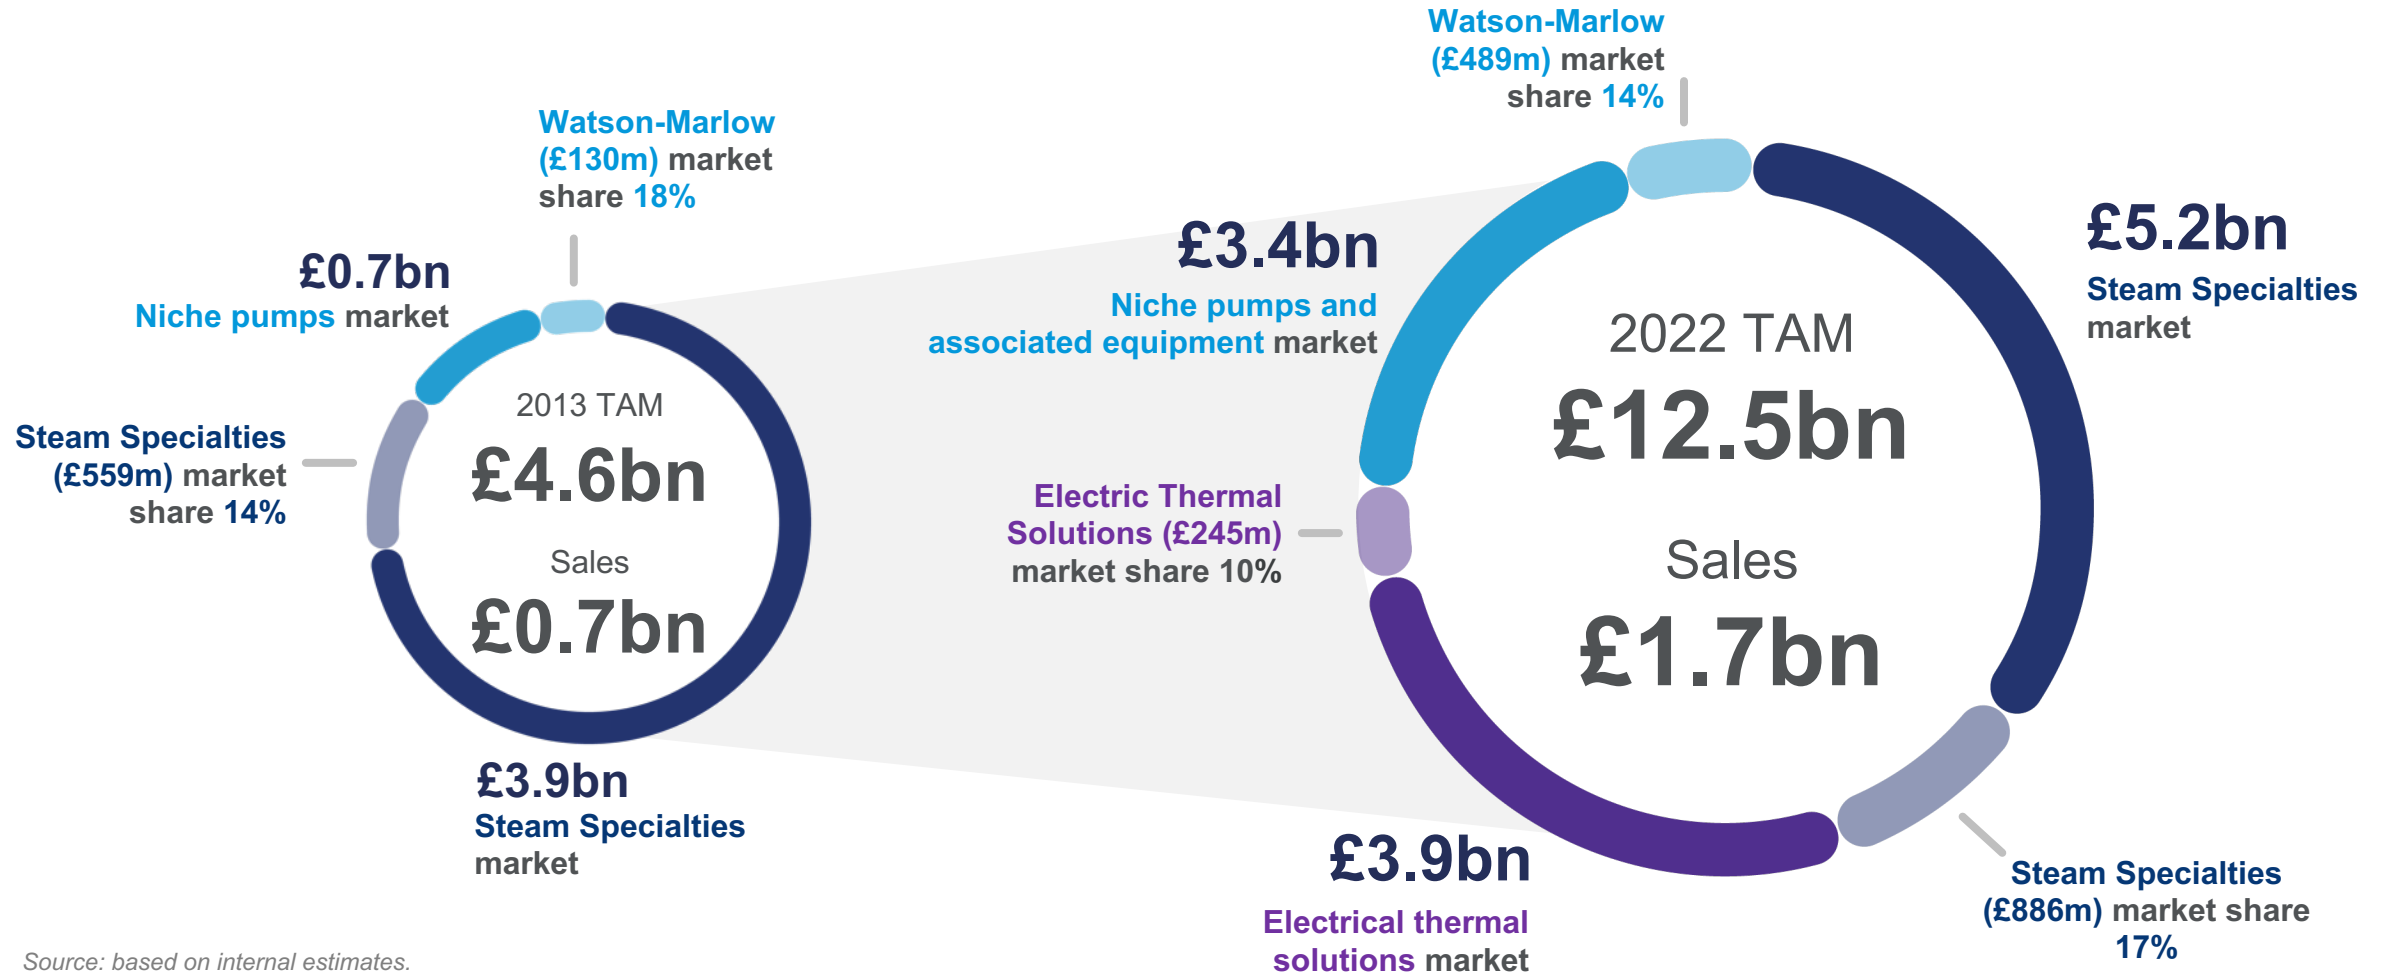 Watson-Marlow
(£130m) market
share 18%
£0.7bn
Niche pumps market
Steam Specialties
(£559m) market
share 14%
2013 TAM
£4.6bn
Sales
£0.7bn
£3.9bn
Steam Specialties
market
Watson-Marlow
(£489m) market
share 14%
£3.4bn
Niche pumps and
associated equipment market
£5.2bn
Steam Specialties
market
2022 TAM
£12.5bn
Sales
£1.7bn
Electric Thermal
Solutions (£245m)
market share 10%
£3.9bn
Electrical thermal
solutions market
Steam Specialties
(£886m) market share
17%
Source: based on internal estimates.